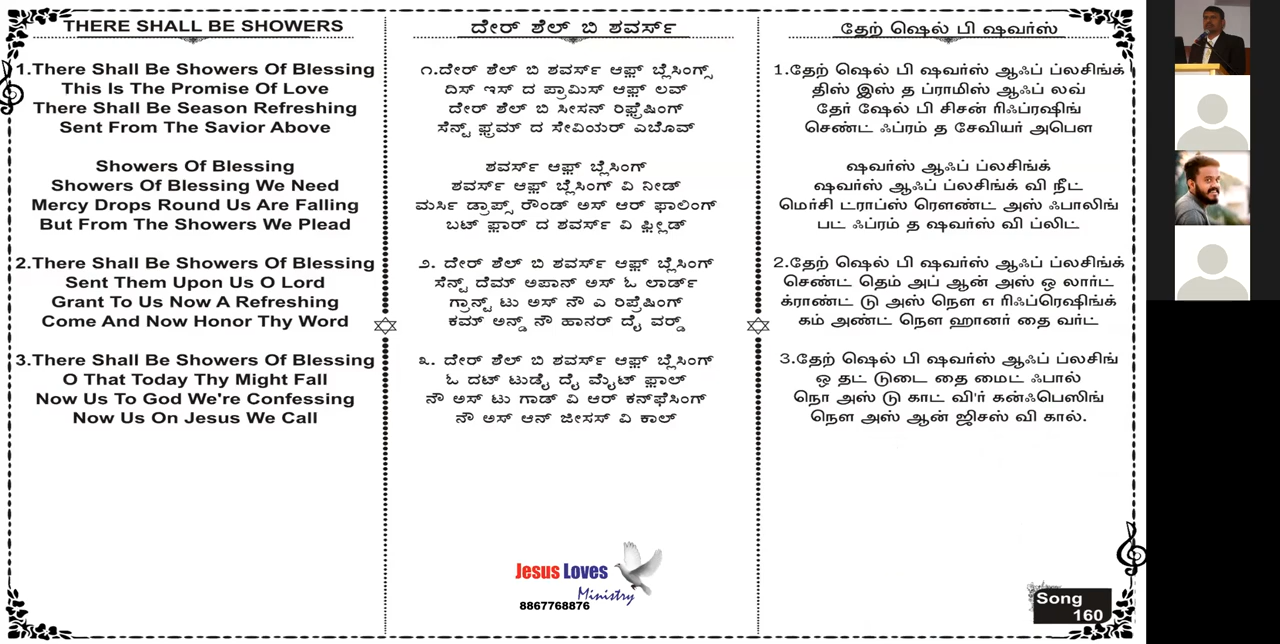 THERE SHALL BE SHOWERS
1.There Shall Be Showers Of Blessing
This Is The Promise Of Love
There Shall Be Season Refreshing
Sent From The Savior Above
Showers Of Blessing
Showers Of Blessing We Need
Mercy Drops Round Us Are Falling
But From The Showers We Plead
2.There Shall Be Showers Of Blessing
Sent Them Upon Us O Lord
Grant To Us Now A Refreshing
Come And Now Honor Thy Word
3.There Shall Be Showers Of Blessing
O That Today Thy Might Fall
Now Us To God We're Confessing
Now Us On Jesus We Call
ದೇರ್ ಶೆಲ್ ಬಿ ಶವರ್ಸ್
೧.ದೇರ್ ಶೆಲ್ ಬಿ ಶವರ್ಸ್ ಆಫ಼್ ಬ್ಲೆಸಿಂಗ್ಸ್
ದಿಸ್ ಇಸ್ ದ ಪ್ರಾಮಿಸ್ ಆಫ಼್ ಲವ್
ದೇರ್ ಶೆಲ್ ಬಿ ಸೀಸನ್ ರಿಫ಼್ರೆಷಿಂಗ್
ಸೆನ್ಟ್ ಫ಼್ರಮ್ ದ ಸೇವಿಯರ್ ಎಬೊವ್
ಶವರ್ಸ್ ಆಫ಼್ ಬ್ಲೆಸಿಂಗ್
ಶವರ್ಸ್ ಆಫ಼್ ಬ್ಲೆಸಿಂಗ್ ವಿ ನೀಡ್
ಮರ್ಸಿ ಡ್ರಾಪ್ಸ್ ರೌಂಡ್ ಅಸ್ ಆರ್ ಫಾಲಿಂಗ್
ಬಟ್ ಫ಼ಾರ್ ದ ಶವರ್ಸ್ ವಿ ಪ್ಲೀಡ್
೨. ದೇರ್ ಶೆಲ್ ಬಿ ಶವರ್ಸ್ ಆಫ಼್ ಬ್ಲೆಸಿಂಗ್
ಸೆನ್ಟ್ ದೆಮ್ ಅಪಾನ್ ಅಸ್ ಓ ಲಾರ್ಡ್
ಗ್ರಾನ್ಟ್ ಟು ಅಸ್ ನೌ ಎ ರಿಫ್ರೆಷಿಂಗ್
ಕಮ್ ಅನ್ಡ್ ನೌ ಹಾನರ್ ದೈ ವರ್ಡ್
೩. ದೇರ್ ಶೆಲ್ ಬಿ ಶವರ್ಸ್ ಆಫ಼್ ಬ್ಲೆಸಿಂಗ್
ಓ ದಟ್ ಟುಡೈ ದೈ ಮೈಟ್ ಫ಼ಾಲ್
ನೌ ಅಸ್ ಟು ಗಾಡ್ ವಿ ಆರ್ ಕನ್‌ಫೆಸಿಂಗ್
ನೌ ಅಸ್ ಆನ್ ಜೀಸಸ್ ವಿ ಕಾಲ್
தேற் ஷெல் பி ஷவர்ஸ்
1.தேற் ஷெல் பி ஷவர்ஸ் ஆஃப் ப்லசிங்க்
திஸ் இஸ் த ப்ராமிஸ் ஆஃப் லவ்
தேர் ஷேல் பி சிசன் ரிஃப்ரஷிங்
செண்ட் ஃப்ரம் த சேவியர் அபௌ
ஷவர்ஸ் ஆஃப் ப்லசிங்க்
ஷவர்ஸ் ஆஃப் ப்லசிங்க் வி நீட்
மெர்சி ட்ராப்ஸ் ரௌண்ட் அஸ் ஃபாலிங்
பட் ஃப்ரம் த ஷவர்ஸ் வி ப்லிட்
2.தேற் ஷெல் பி ஷவர்ஸ் ஆஃப் ப்லசிங்க்
செண்ட் தெம் அப் ஆன் அஸ் ஒ லார்ட்
க்ராண்ட் டு அஸ் நௌ எ ரிஃப்ரெஷிங்க்
கம் அண்ட் நௌ ஹானர் தை வர்ட்
3.தேற் ஷெல் பி ஷவர்ஸ் ஆஃப் ப்லசிங்
ஒ தட் டுடை தை மைட் ஃபால்
நொ அஸ் டு காட் வி'ர் கன்ஃபெஸிங்
நௌ அஸ் ஆன் ஜிசஸ் வி கால்.
Jesus Loves
Ministry
8867768876
Song
160